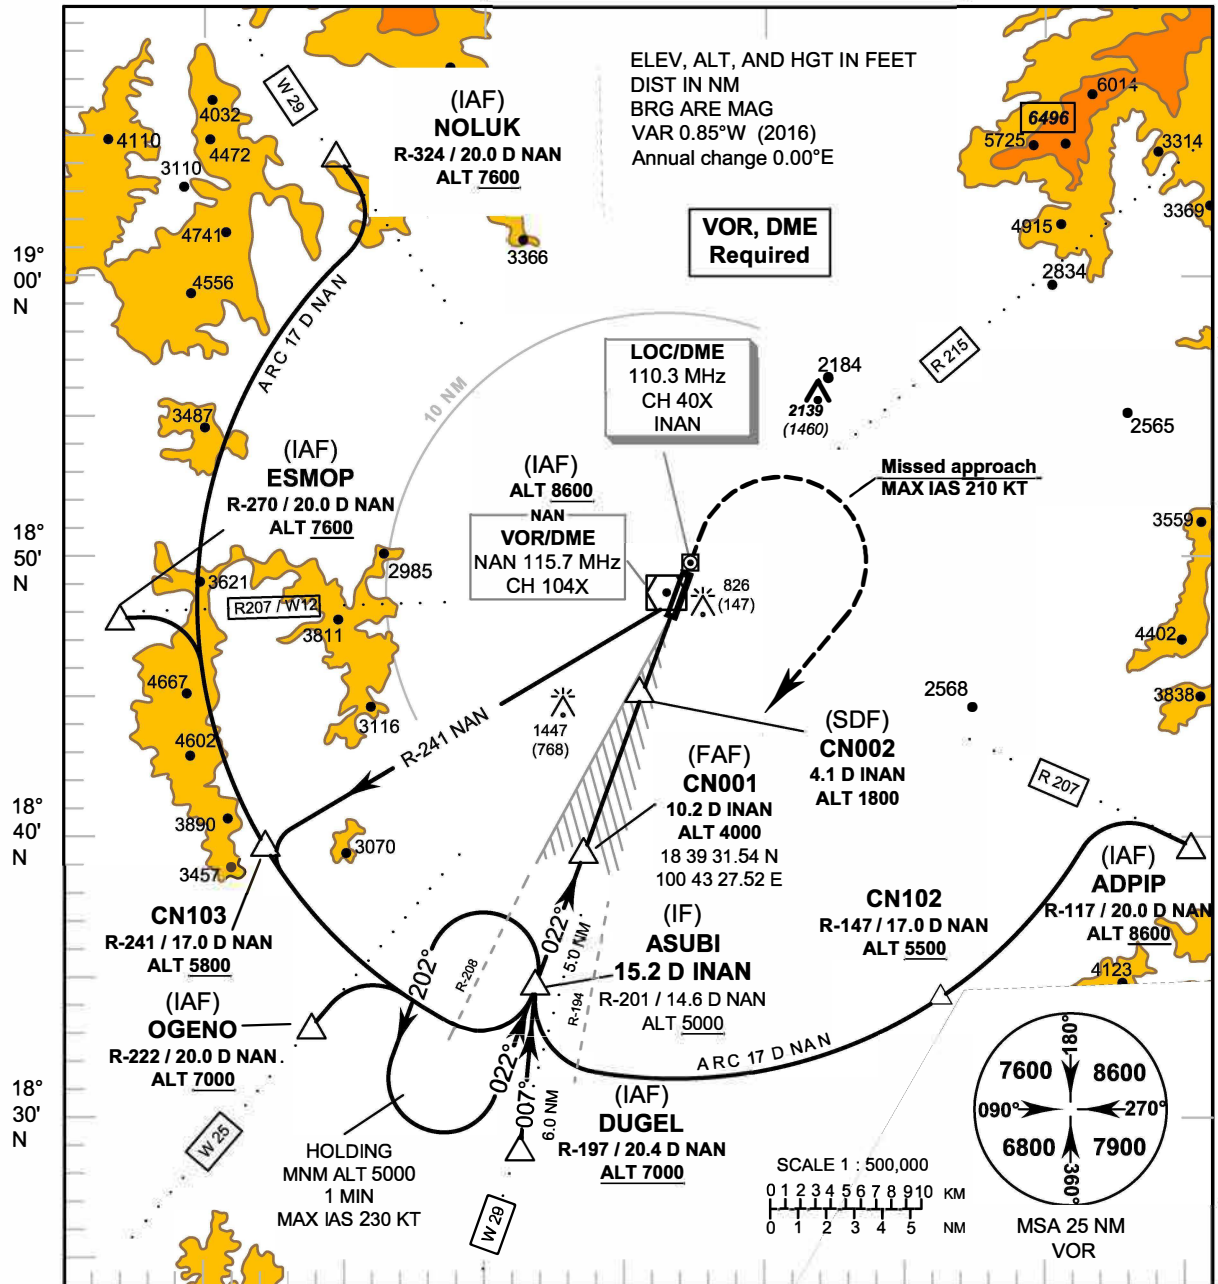 ELEV, ALT, AND HGT IN FEET
DIST IN NM
BRG ARE MAG
VAR 0.85°W (2016)
Annual change 0.00°E
W 29
(IAF)
NOLUK
R-324 / 20.0 D NAN
ALT 7600
4032
4110
4472
3110
4741
4556
3366
6014
6496
5725
3314
3369
4915
2834
VOR, DME
Required
19°
00'
N
ARC 17 D NAN
10 NM
LOC/DME
110.3 MHz
CH 40X
INAN
2184
2139
(1460)
R 215
2565
3487
(IAF)
ESMOP
R-270 / 20.0 D NAN
ALT 7600
(IAF)
ALT 8600
NAN
VOR/DME
NAN 115.7 MHz
CH 104X
Missed approach
MAX IAS 210 KT
18°
50'
N
3559
2985
3621
R207 / W12
3811
826
(147)
4402
4667
3116
4602
R-241 NAN
1447
(768)
2568
3838
(SDF)
CN002
4.1 D INAN
ALT 1800
(FAF)
CN001
10.2 D INAN
ALT 4000
18 39 31.54 N
100 43 27.52 E
R 207
18°
40'
N
3890
3457
3070
CN103
R-241 / 17.0 D NAN
ALT 5800
(IF)
ASUBI
15.2 D INAN
R-201 / 14.6 D NAN
ALT 5000
CN102
R-147 / 17.0 D NAN
ALT 5500
(IAF)
ADPIP
R-117 / 20.0 D NAN
ALT 8600
4123
(IAF)
OGENO
R-222 / 20.0 D NAN
ALT 7000
202°
R-208
022°
5.0 NM
R-194
022°
007°
6.0 NM
ARC 17 D NAN
18°
30'
N
(IAF)
DUGEL
R-197 / 20.4 D NAN
ALT 7000
W 25
HOLDING
MNM ALT 5000
1 MIN
MAX IAS 230 KT
W 29
SCALE 1 : 500,000
0 1 2 3 4 5 6 7 8 9 10 KM
0 1 2 3 4 5 NM
180°
7600 8600
090° 270°
6800 7900
360°
MSA 25 NM
VOR